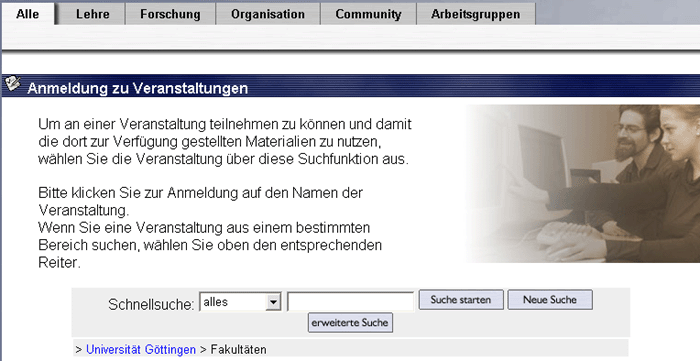 Alle Lehre Forschung Organisation Community Arbeitsgruppen
Anmeldung zu Veranstaltungen
Um an einer Veranstaltung teilnehmen zu können und damit
die dort zur Verfügung gestellten Materialien zu nutzen,
wählen Sie die Veranstaltung über diese Suchfunktion aus.
Bitte klicken Sie zur Anmeldung auf den Namen der
Veranstaltung.
Wenn Sie eine Veranstaltung aus einem bestimmten
Bereich suchen, wählen Sie oben den entsprechenden
Reiter.
Schnellsuche: alles Suche starten Neue Suche
erweiterte Suche
> Universität Göttingen > Fakultäten